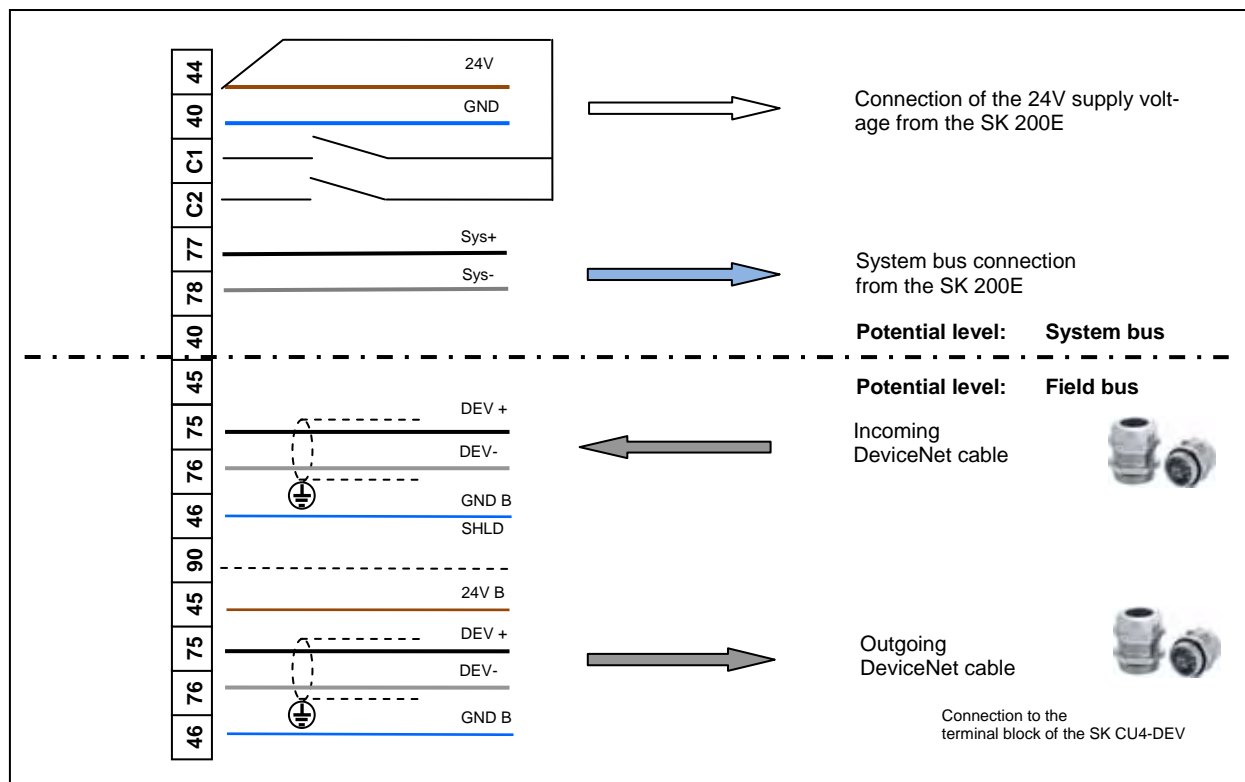 44
24V
40
GND
Connection of the 24V supply volt-
age from the SK 200E
C1
C2
77
Sys+
System bus connection
from the SK 200E
78
Sys-
40
Potential level: System bus
45
Potential level: Field bus
75
DEV +
Incoming
DeviceNet cable
76
DEV-
46
GND B
SHLD
90
45
24V B
75
DEV +
Outgoing
DeviceNet cable
76
DEV-
46
GND B
Connection to the
terminal block of the SK CU4-DEV